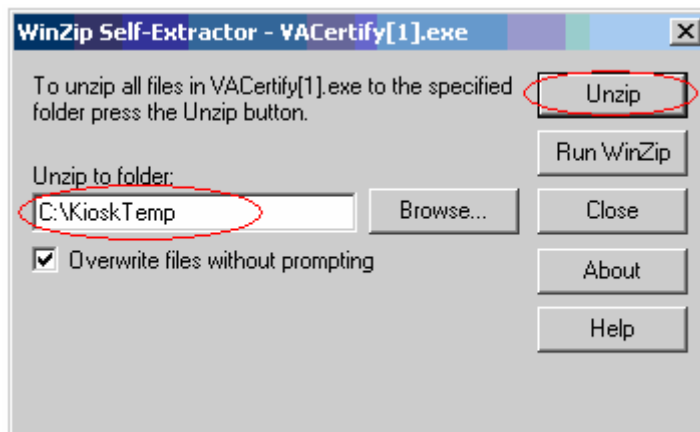 WinZip Self-Extractor - VACertify[1].exe
To unzip all files in VACertify[1].exe to the specified
folder press the Unzip button.
Unzip
Run WinZip
Unzip to folder:
C:\KioskTemp
Browse...
Close
Overwrite files without prompting
About
Help